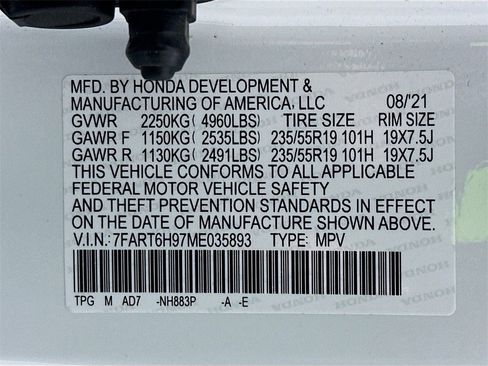 MFD. BY HONDA DEVELOPMENT &
MANUFACTURING OF AMERICA, LLC 08/'21
GVWR 2250KG( 4960LBS) TIRE SIZE RIM SIZE
GAWR F 1150KG( 2535LBS) 235/55R19 101H 19X7.5J
GAWR R 1130KG( 2491LBS) 235/55R19 101H 19X7.5J
THIS VEHICLE CONFORMS TO ALL APPLICABLE
FEDERAL MOTOR VEHICLE SAFETY
AND THEFT PREVENTION STANDARDS IN EFFECT
ON THE DATE OF MANUFACTURE SHOWN ABOVE.
V.I.N.: 7FART6H97ME035893 TYPE: MPV
TPG M AD7 -NH883P -A -E